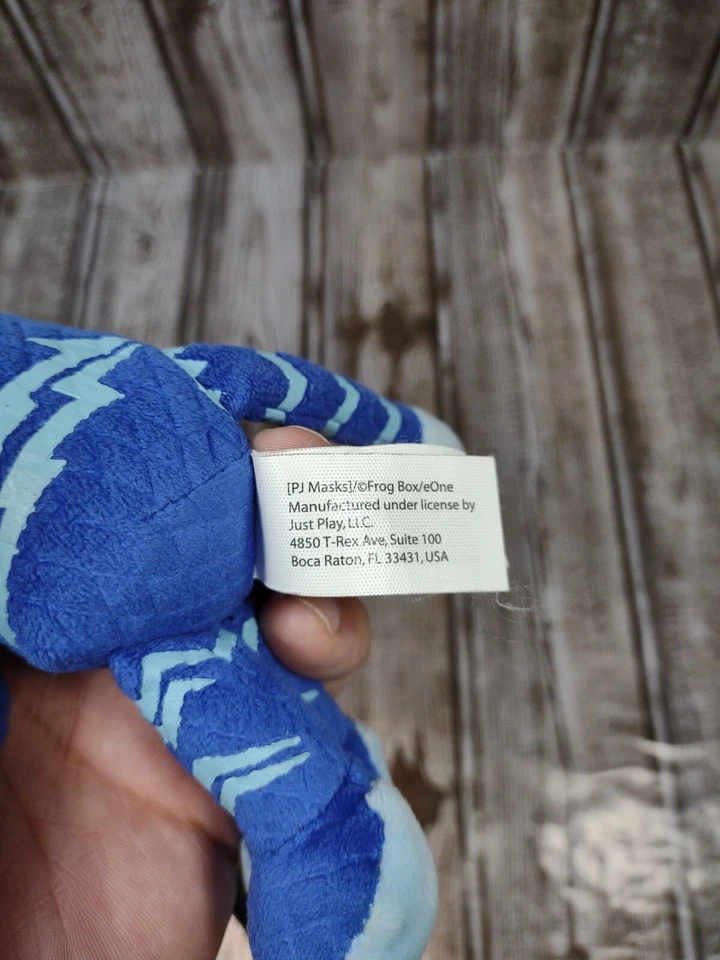 [PJ Masks]/©Frog Box/eOne
Manufactured under license by
Just Play, LLC.
4850 T-Rex Ave, Suite 100
Boca Raton, FL 33431, USA